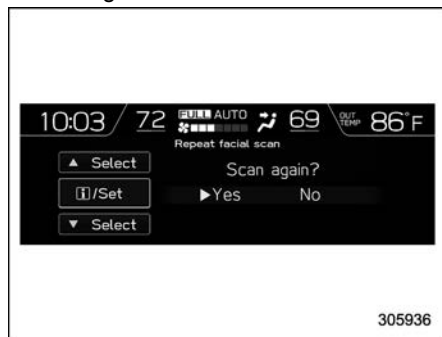 10:03 72 FULL AUTO 69 OUT TEMP 86°F
Repeat facial scan
▲ Select
Scan again?
i/Set
▶Yes No
▼ Select
305936